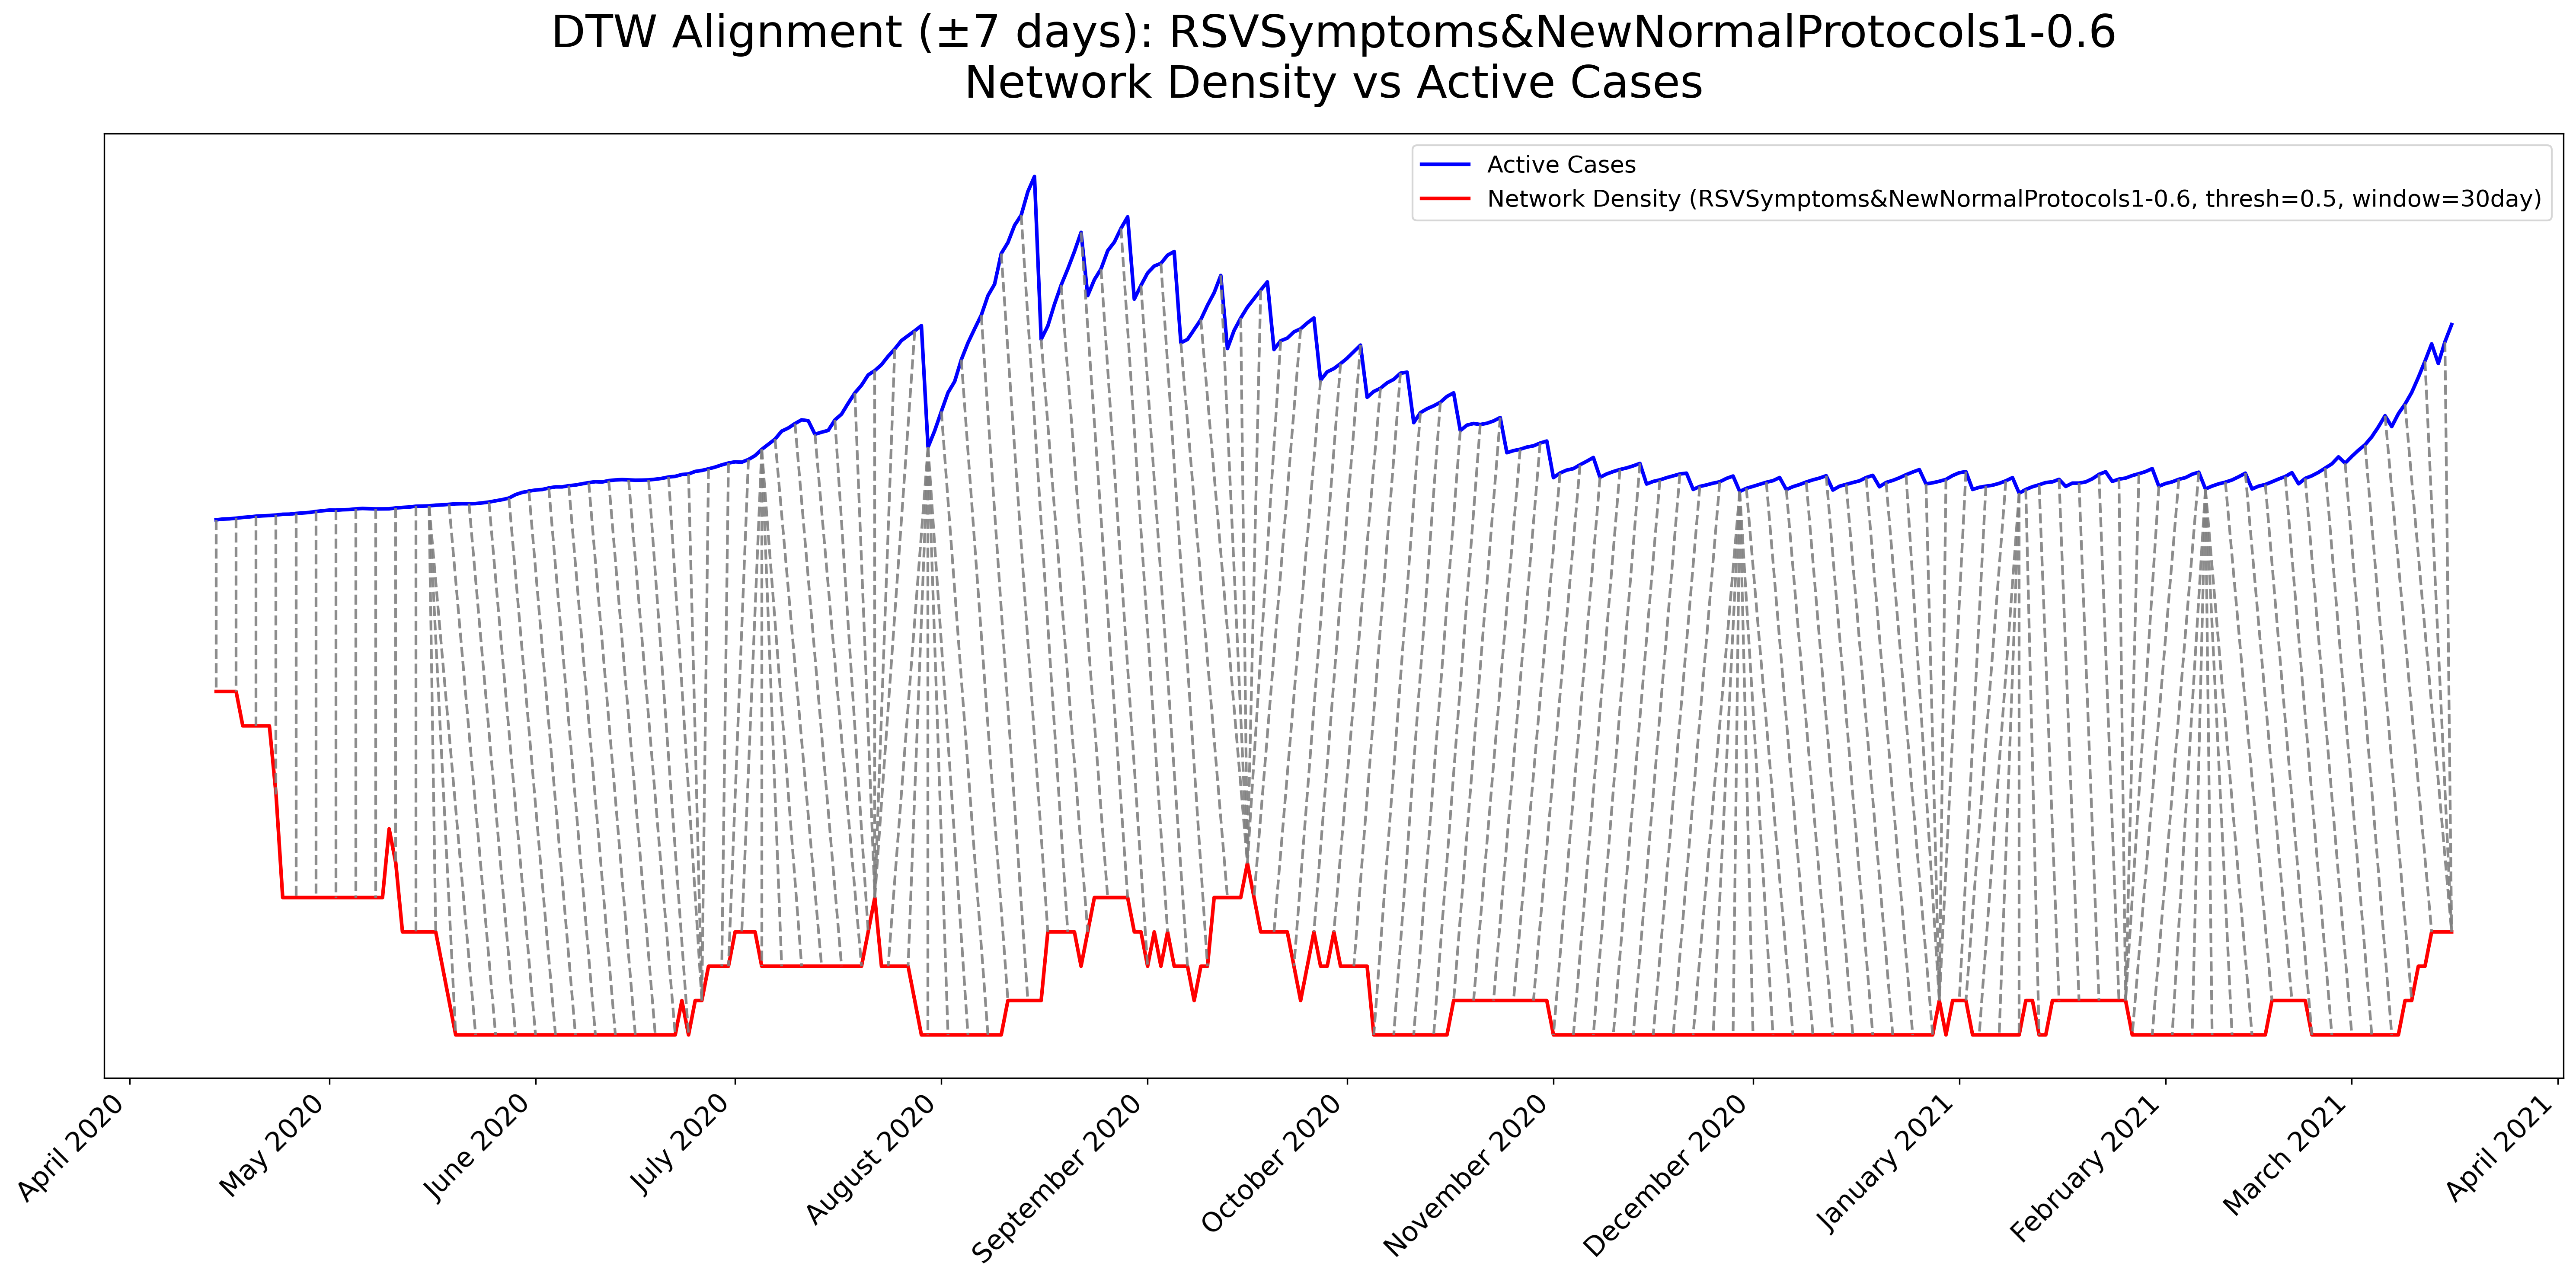 DTW Alignment (±7 days): RSVSymptoms&NewNormalProtocols1-0.6
Network Density vs Active Cases
Active Cases
Network Density (RSVSymptoms&NewNormalProtocols1-0.6, thresh=0.5, window=30day)
April 2020
May 2020
June 2020
July 2020
August 2020
September 2020
October 2020
November 2020
December 2020
January 2021
February 2021
March 2021
April 2021